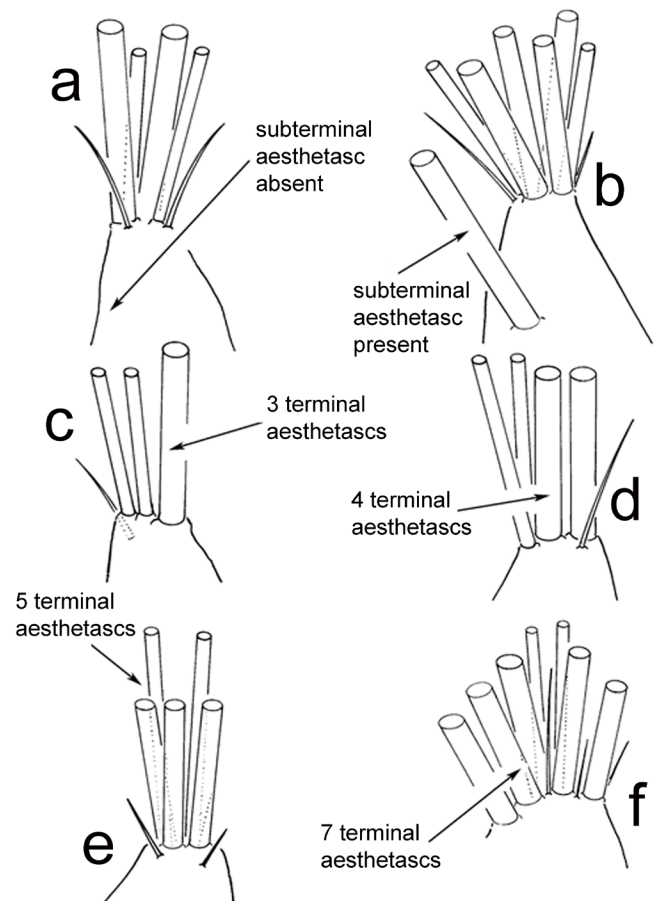 a
subterminal
aesthetasc
absent
b
subterminal
aesthetasc
present
c
3 terminal
aesthetascs
d
4 terminal
aesthetascs
5 terminal
aesthetascs
e
7 terminal
aesthetascs
f